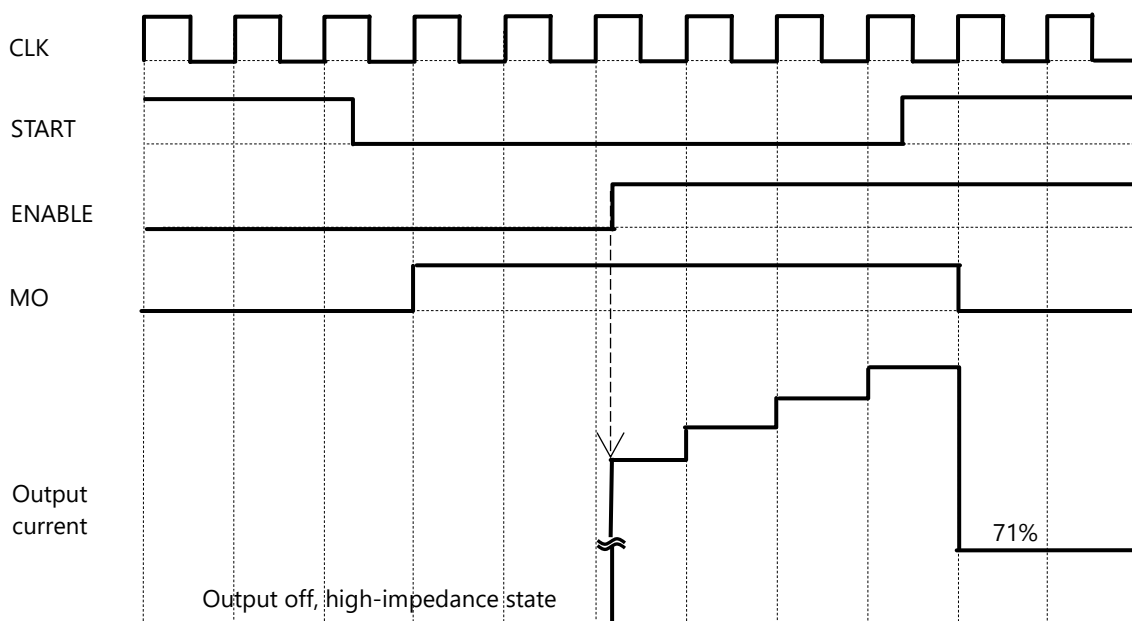 CLK
START
ENABLE
MO
Output
current
71%
Output off, high-impedance state